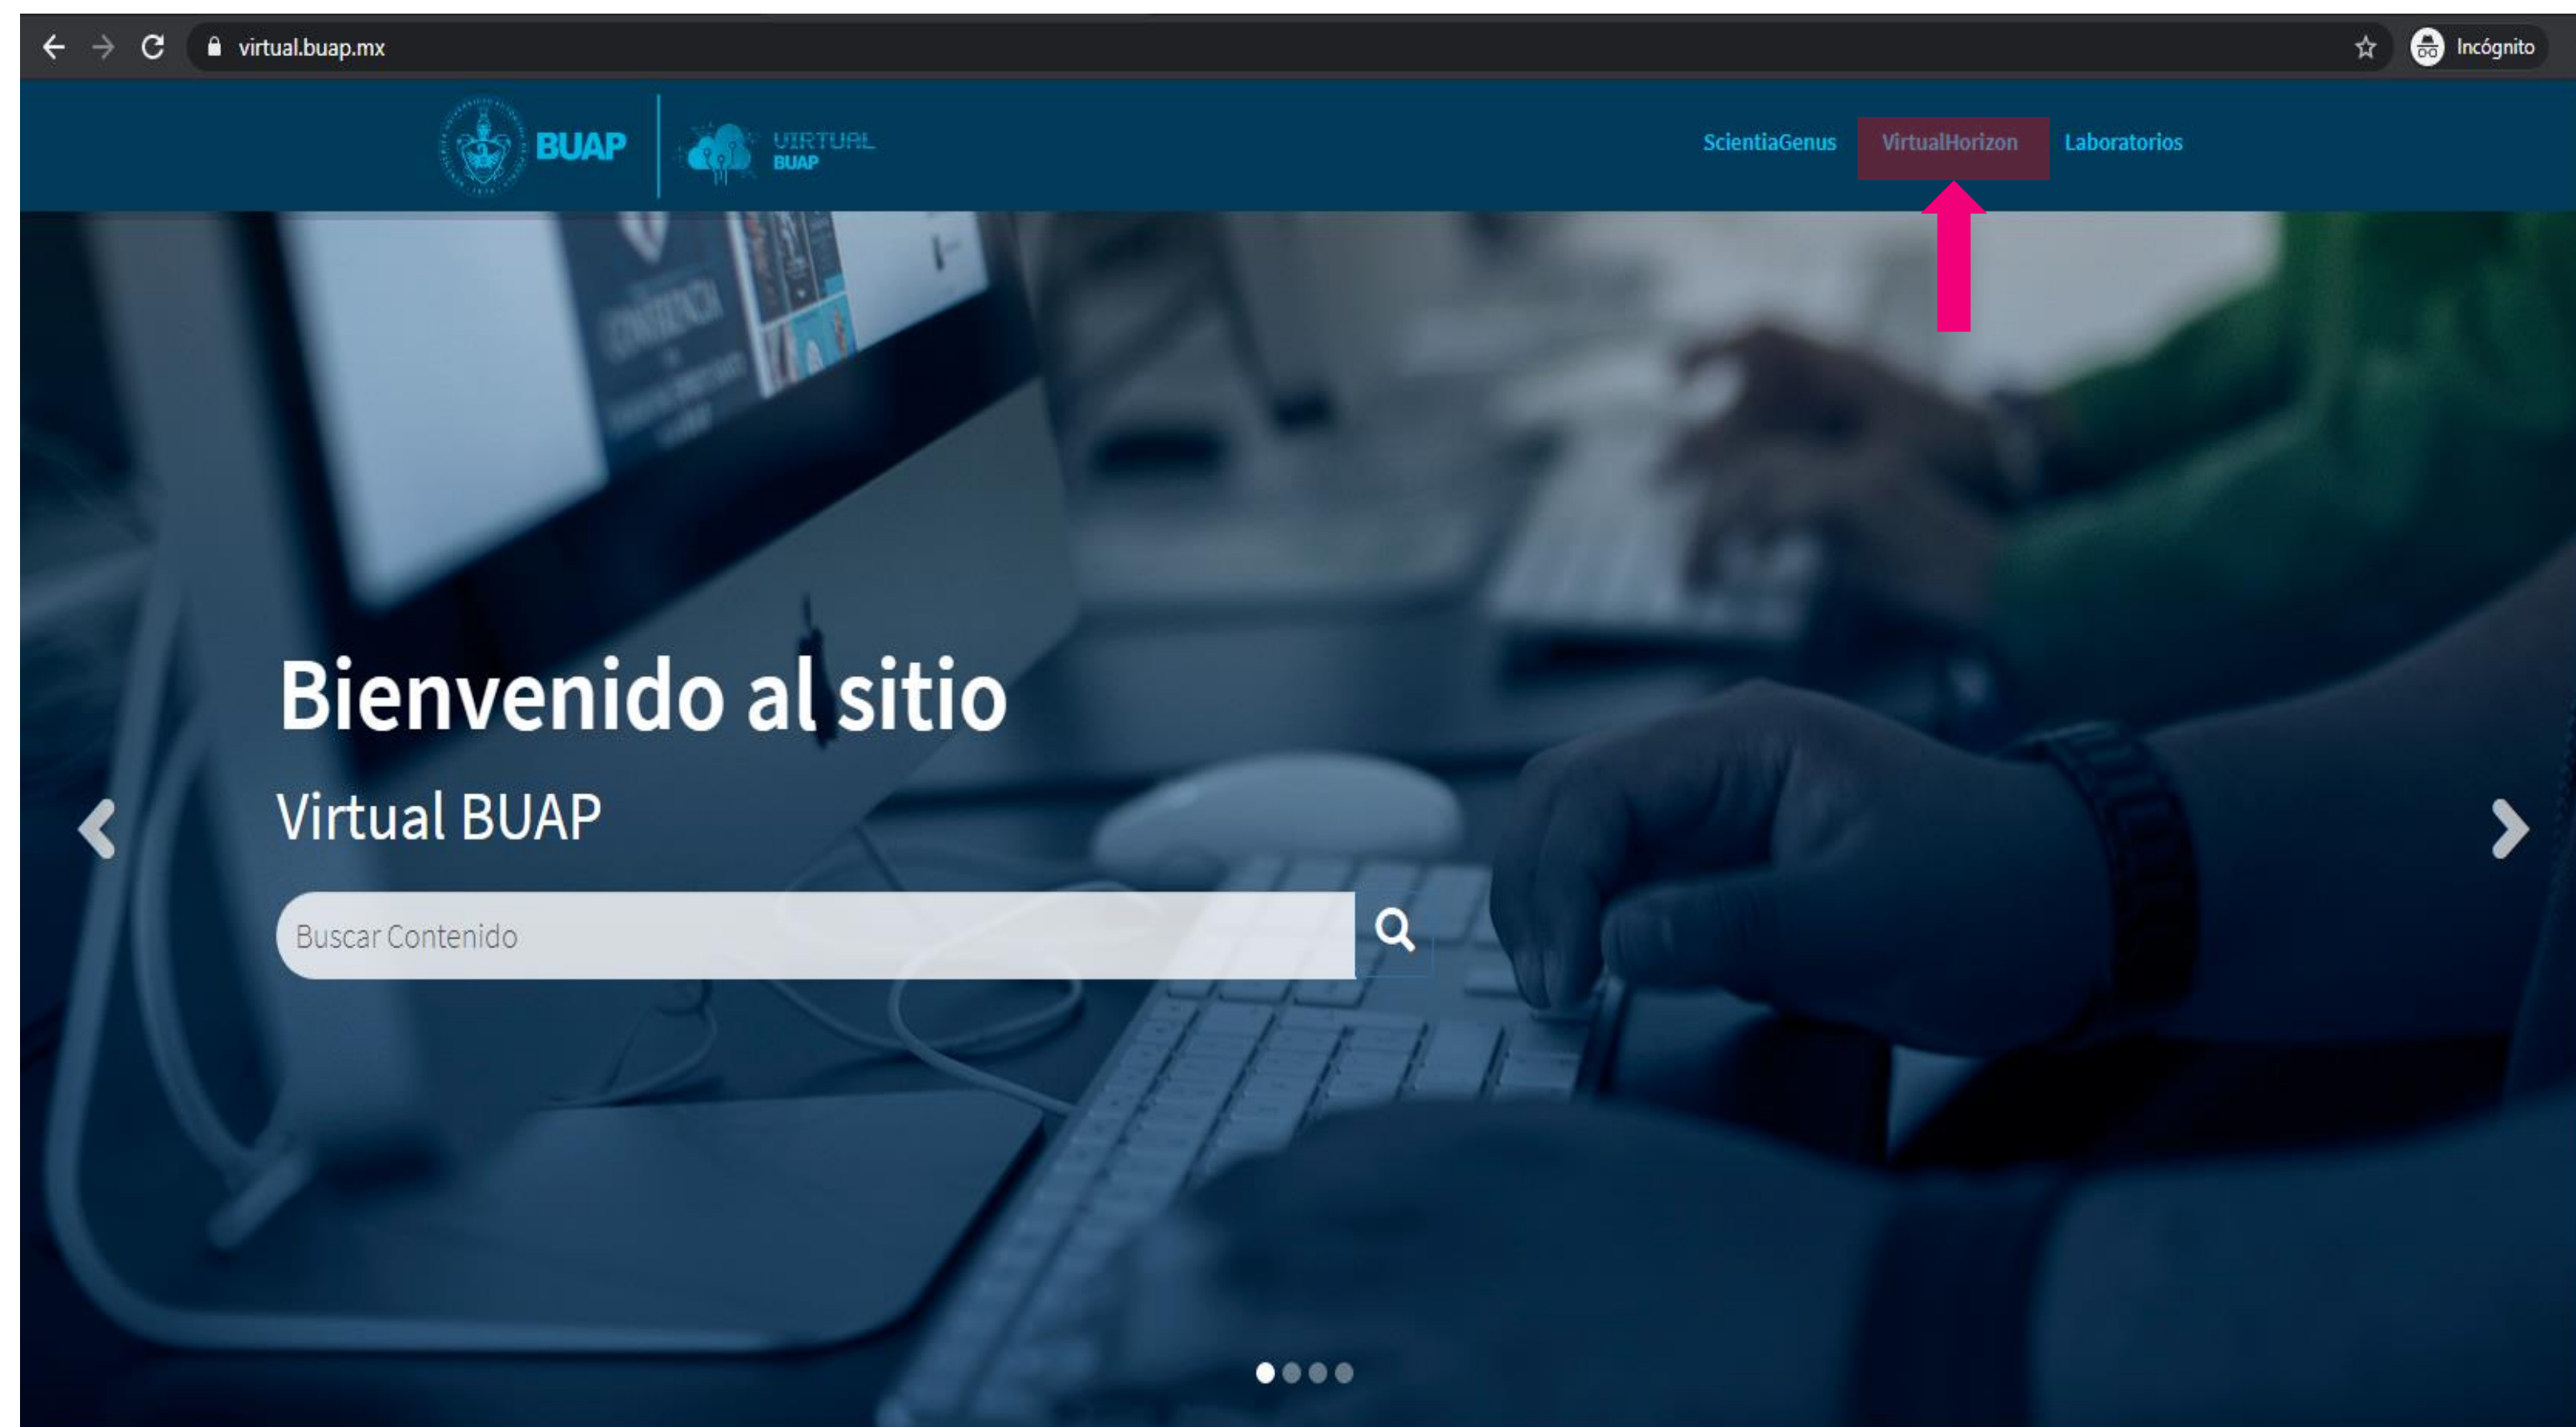 virtual.buap.mx
Incógnito
BUAP
VIRTUAL
BUAP
ScientiaGenus
VirtualHorizon
Laboratorios
Bienvenido al sitio
Virtual BUAP
Buscar Contenido